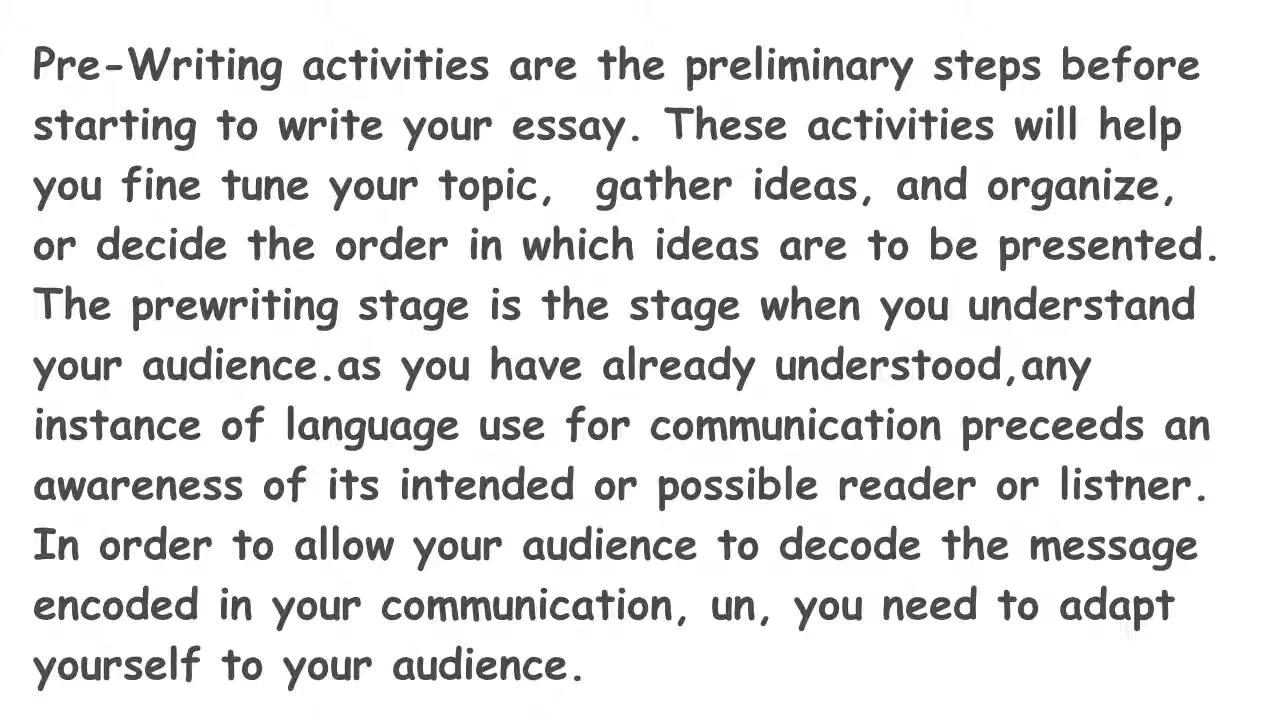 Pre-Writing activities are the preliminary steps before
starting to write your essay. These activities will help
you fine tune your topic,  gather ideas, and organize,
or decide the order in which ideas are to be presented.
The prewriting stage is the stage when you understand
your audience.as you have already understood,any
instance of language use for communication preceeds an
awareness of its intended or possible reader or listner.
In order to allow your audience to decode the message
encoded in your communication, un, you need to adapt
yourself to your audience.